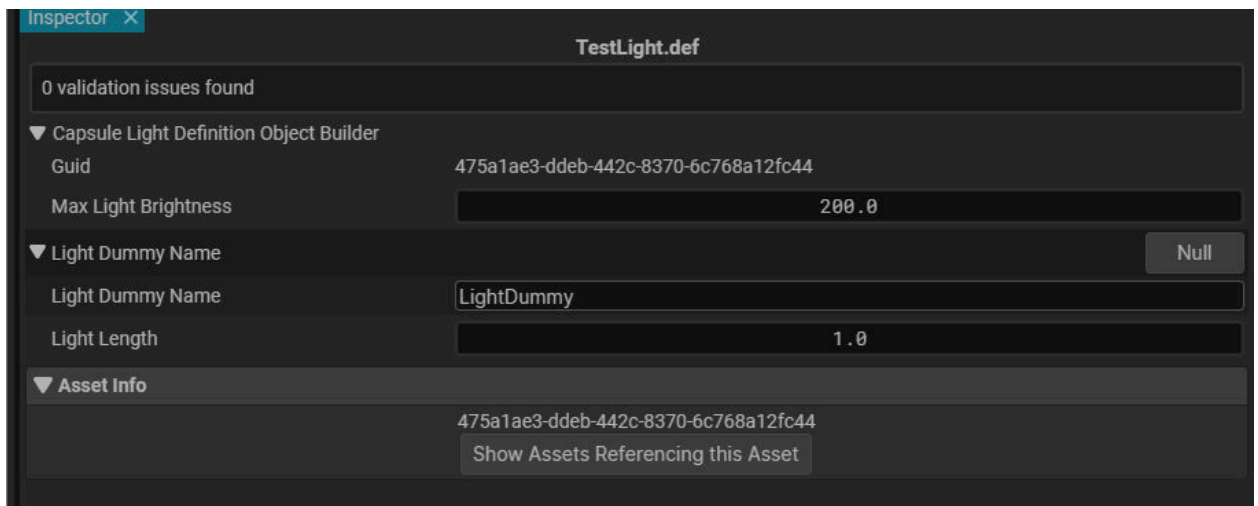 Inspector
TestLight.def
0 validation issues found
Capsule Light Definition Object Builder
Guid 475a1ae3-ddeb-442c-8370-6c768a12fc44
Max Light Brightness 200.0
Light Dummy Name Null
Light Dummy Name LightDummy
Light Length 1.0
Asset Info
475a1ae3-ddeb-442c-8370-6c768a12fc44
Show Assets Referencing this Asset